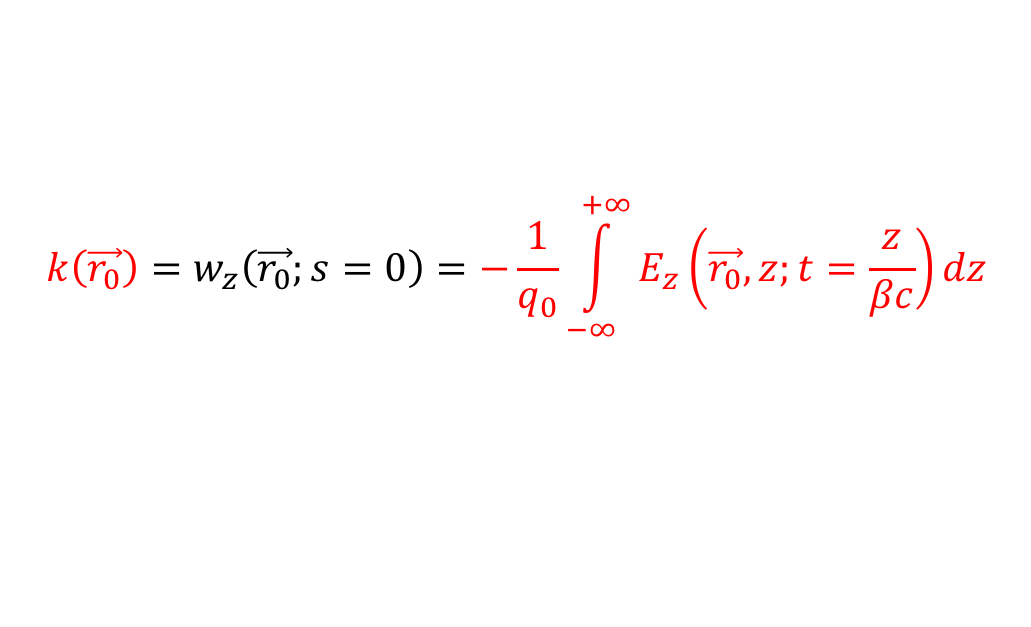 k(r₀⃗) = w_z(r₀⃗; s = 0) = −1/q₀ ∫_{−∞}^{+∞} E_z(r₀⃗, z; t = z/βc) dz